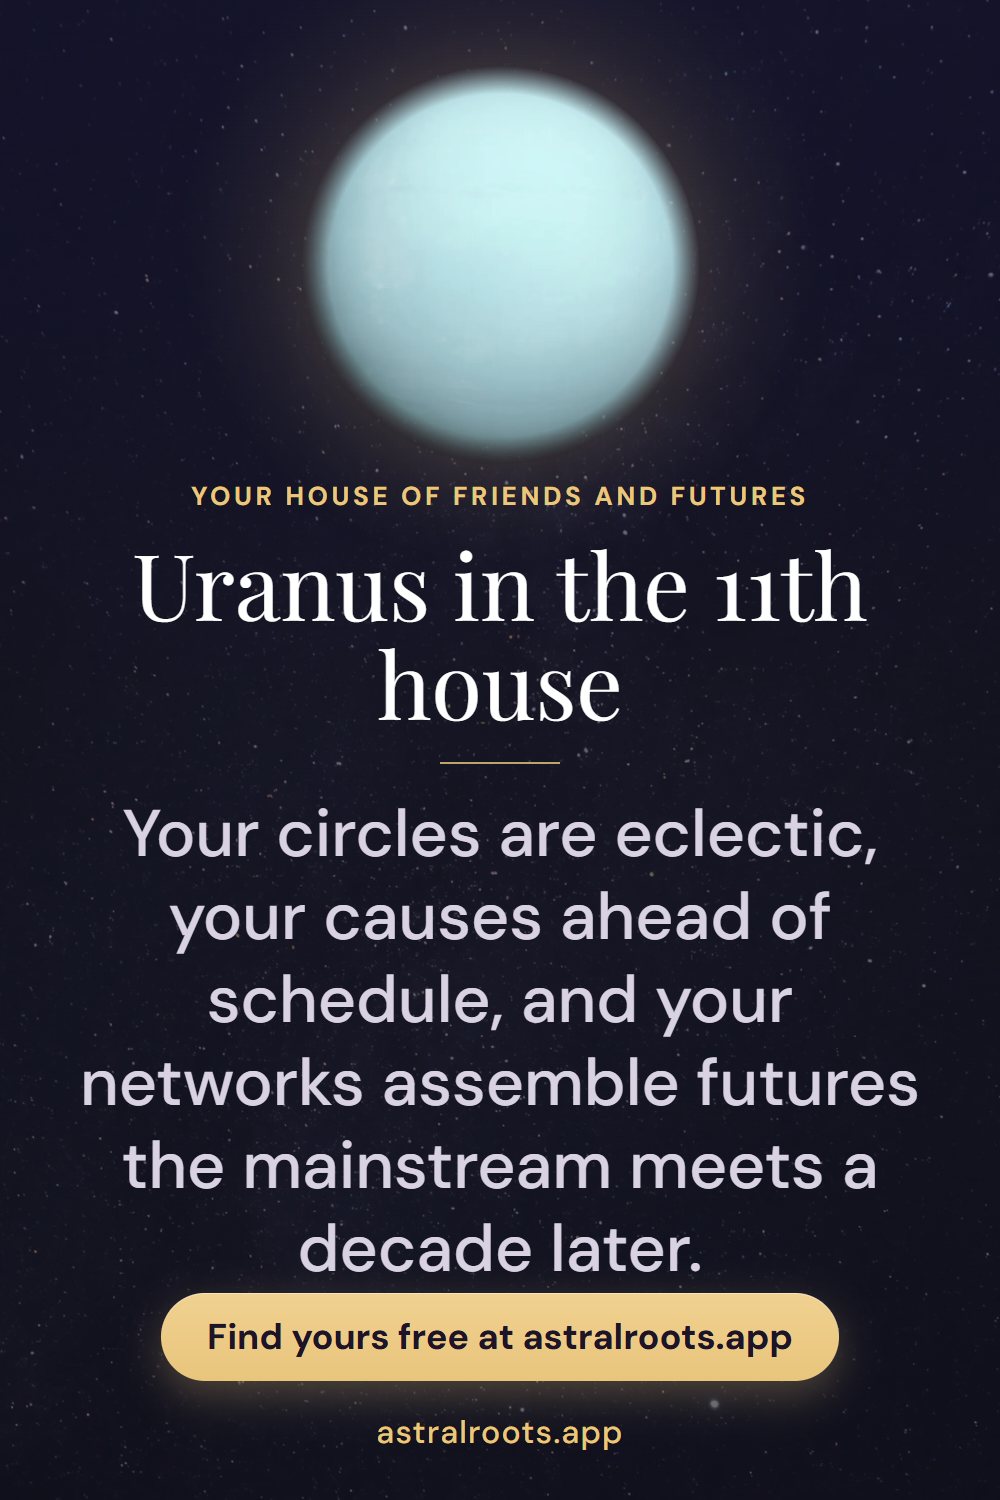 YOUR HOUSE OF FRIENDS AND FUTURES
Uranus in the 11th
house
Your circles are eclectic,
your causes ahead of
schedule, and your
networks assemble futures
the mainstream meets a
decade later.
Find yours free at astralroots.app
astralroots.app